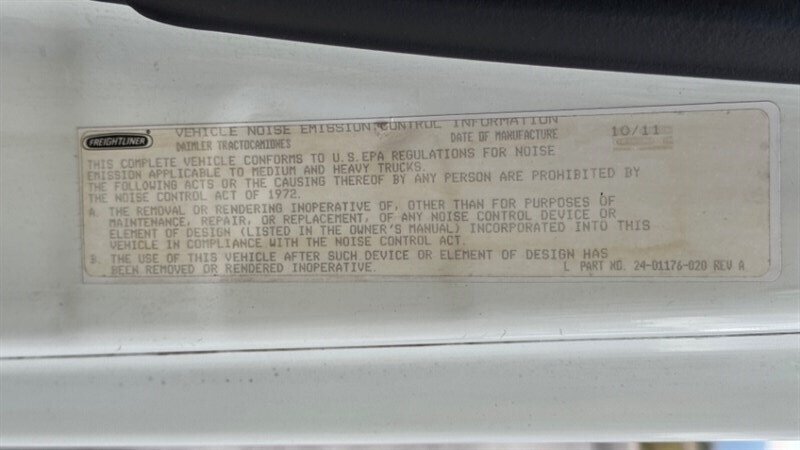 FREIGHTLINER
VEHICLE NOISE EMISSION CONTROL INFORMATION
DAIMLER TRACTOCAMIONES DATE OF MANUFACTURE 10/11
THIS COMPLETE VEHICLE CONFORMS TO U.S.EPA REGULATIONS FOR NOISE
EMISSION APPLICABLE TO MEDIUM AND HEAVY TRUCKS.
THE FOLLOWING ACTS OR THE CAUSING THEREOF BY ANY PERSON ARE PROHIBITED BY
THE NOISE CONTROL ACT OF 1972.
A. THE REMOVAL OR RENDERING INOPERATIVE OF, OTHER THAN FOR PURPOSES OF
MAINTENANCE, REPAIR, OR REPLACEMENT, OF ANY NOISE CONTROL DEVICE OR
ELEMENT OF DESIGN (LISTED IN THE OWNER'S MANUAL) INCORPORATED INTO THIS
VEHICLE IN COMPLIANCE WITH THE NOISE CONTROL ACT.
B. THE USE OF THIS VEHICLE AFTER SUCH DEVICE OR ELEMENT OF DESIGN HAS
BEEN REMOVED OR RENDERED INOPERATIVE.
L PART NO. 24-01176-020 REV A